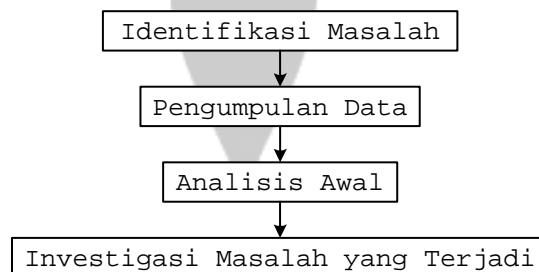 Identifikasi Masalah
Pengumpulan Data
Analisis Awal
Investigasi Masalah yang Terjadi